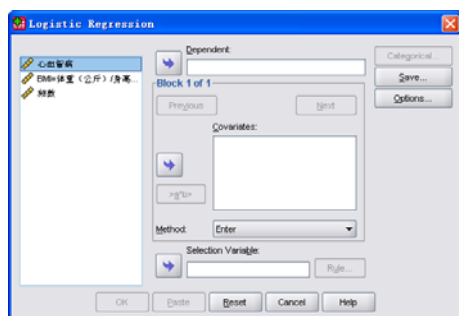 Logistic Regression
心血管病
BMI=体重（公斤）/身高...
频数
Dependent:
Block 1 of 1
Previous
Next
Covariates:
>a*b>
Method:
Enter
Selection Variable:
Rule...
Categorical...
Save...
Options...
OK
Paste
Reset
Cancel
Help